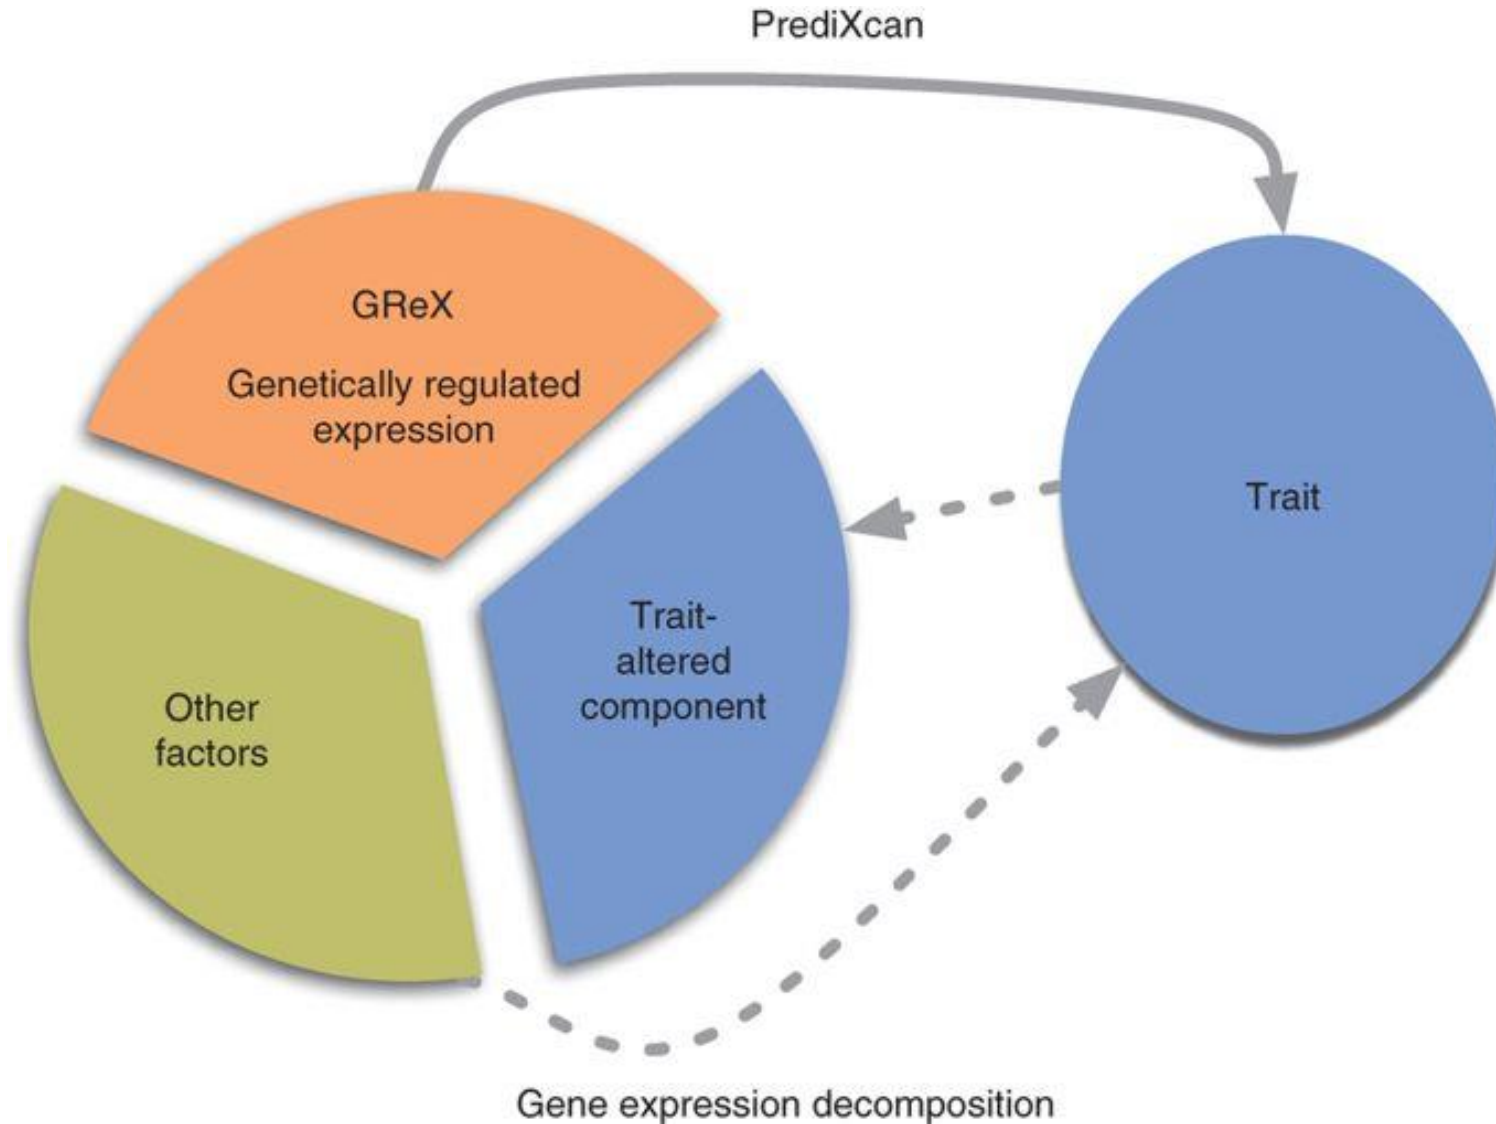 PrediXcan
GReX
Genetically regulated
expression
Trait
Trait-
altered
component
Other
factors
Gene expression decomposition